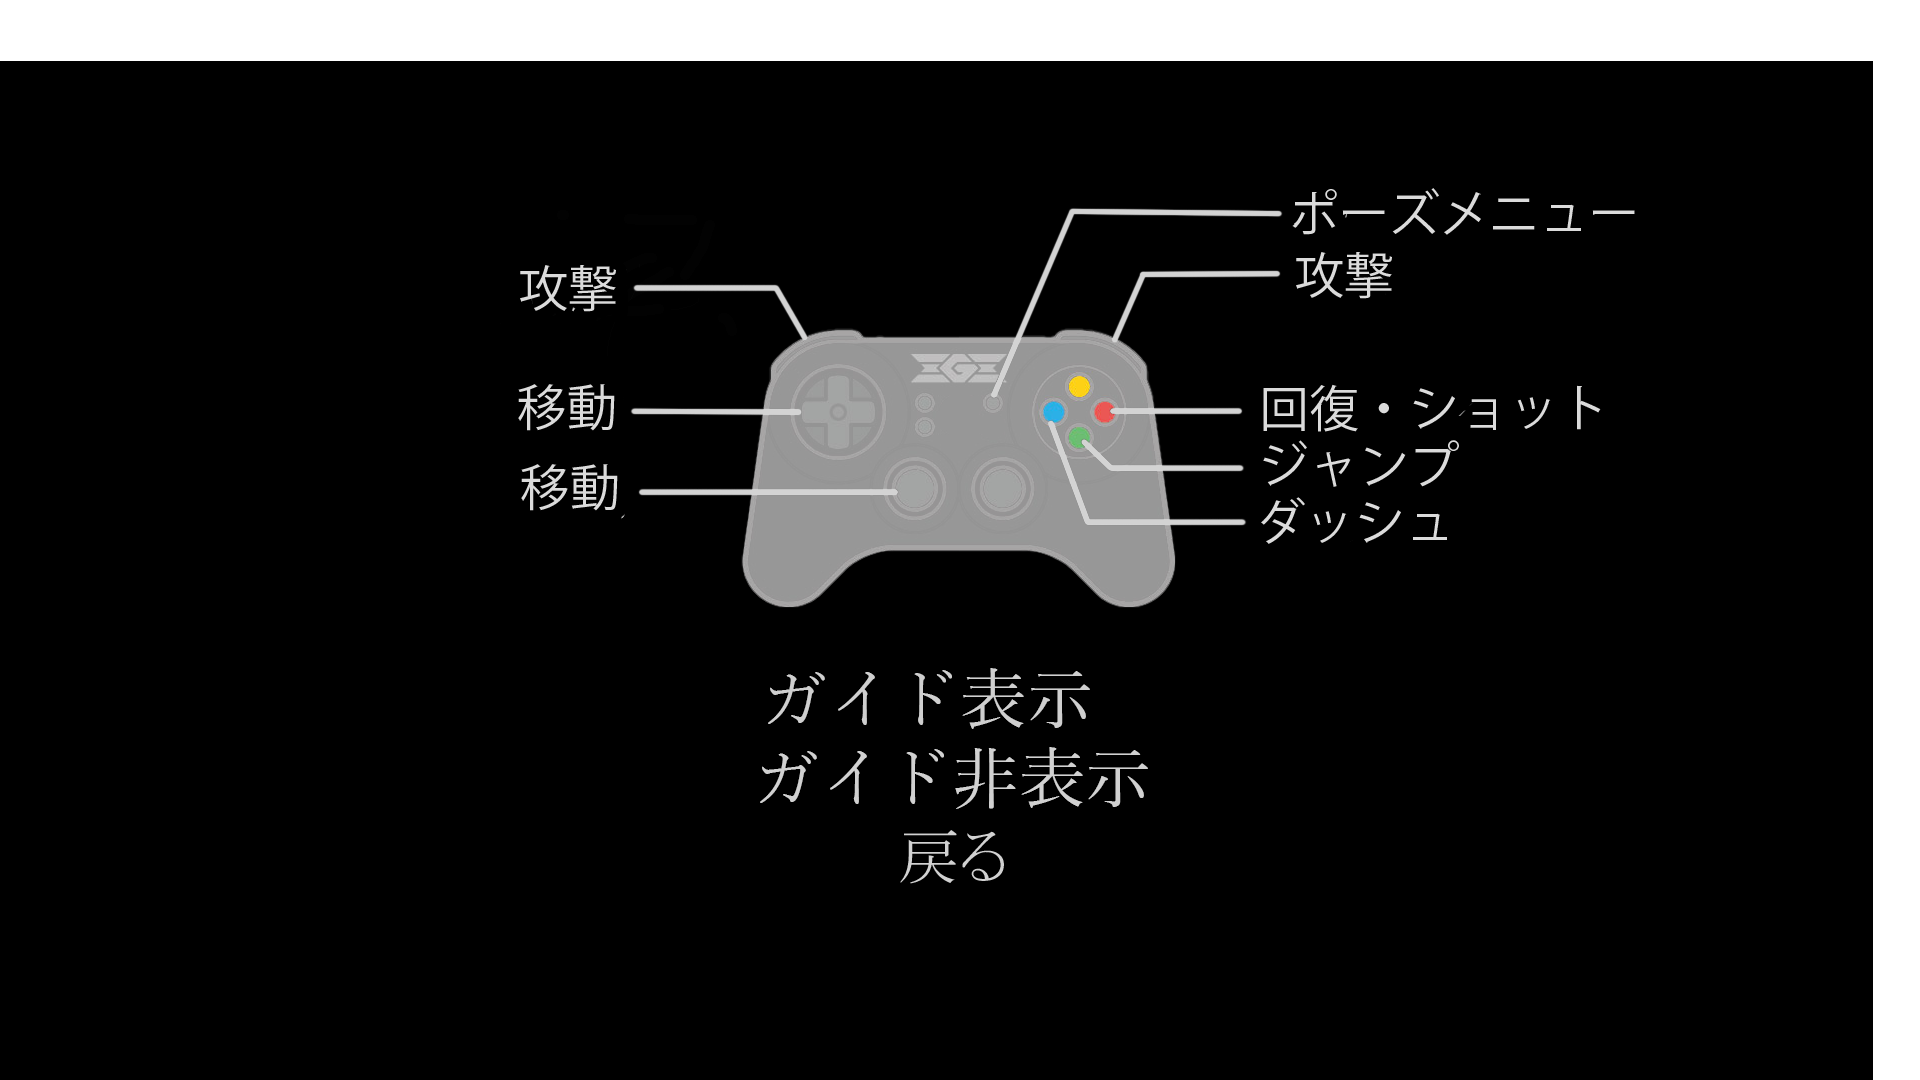 ポーズメニュー
攻撃
攻撃
移動
回復・ショット
ジャンプ
移動
ダッシュ
ガイド表示
ガイド非表示
戻る